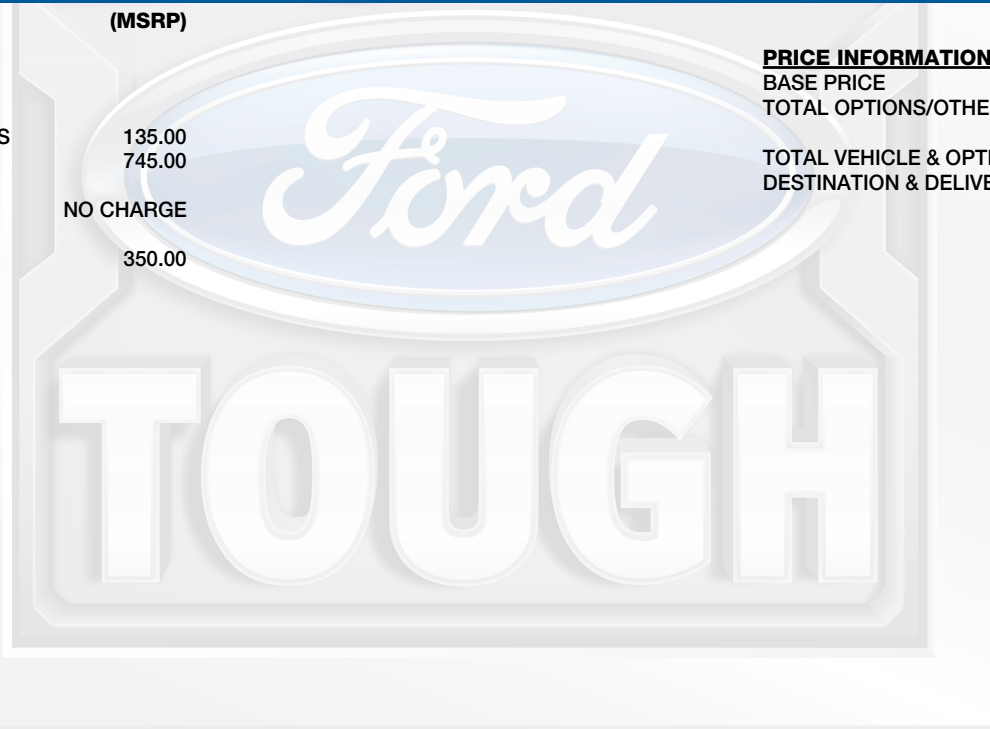 (MSRP)
S 135.00
745.00
NO CHARGE
350.00
PRICE INFORMATION
BASE PRICE
TOTAL OPTIONS/OTHE
TOTAL VEHICLE & OPTI
DESTINATION & DELIVE
Ford
TOUGH